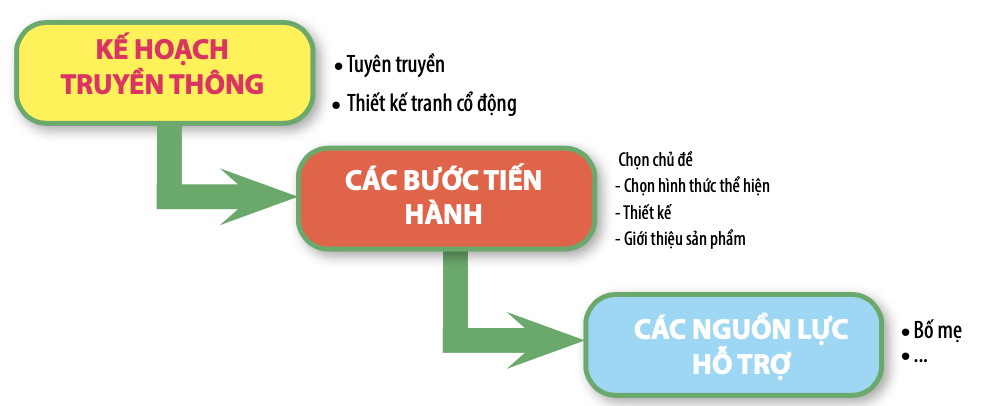 KẾ HOẠCH
TRUYỀN THÔNG
• Tuyên truyền
• Thiết kế tranh cổ động
CÁC BƯỚC TIẾN
HÀNH
Chọn chủ đề
- Chọn hình thức thể hiện
- Thiết kế
- Giới thiệu sản phẩm
CÁC NGUỒN LỰC
HỖ TRỢ
• Bố mẹ
• ...